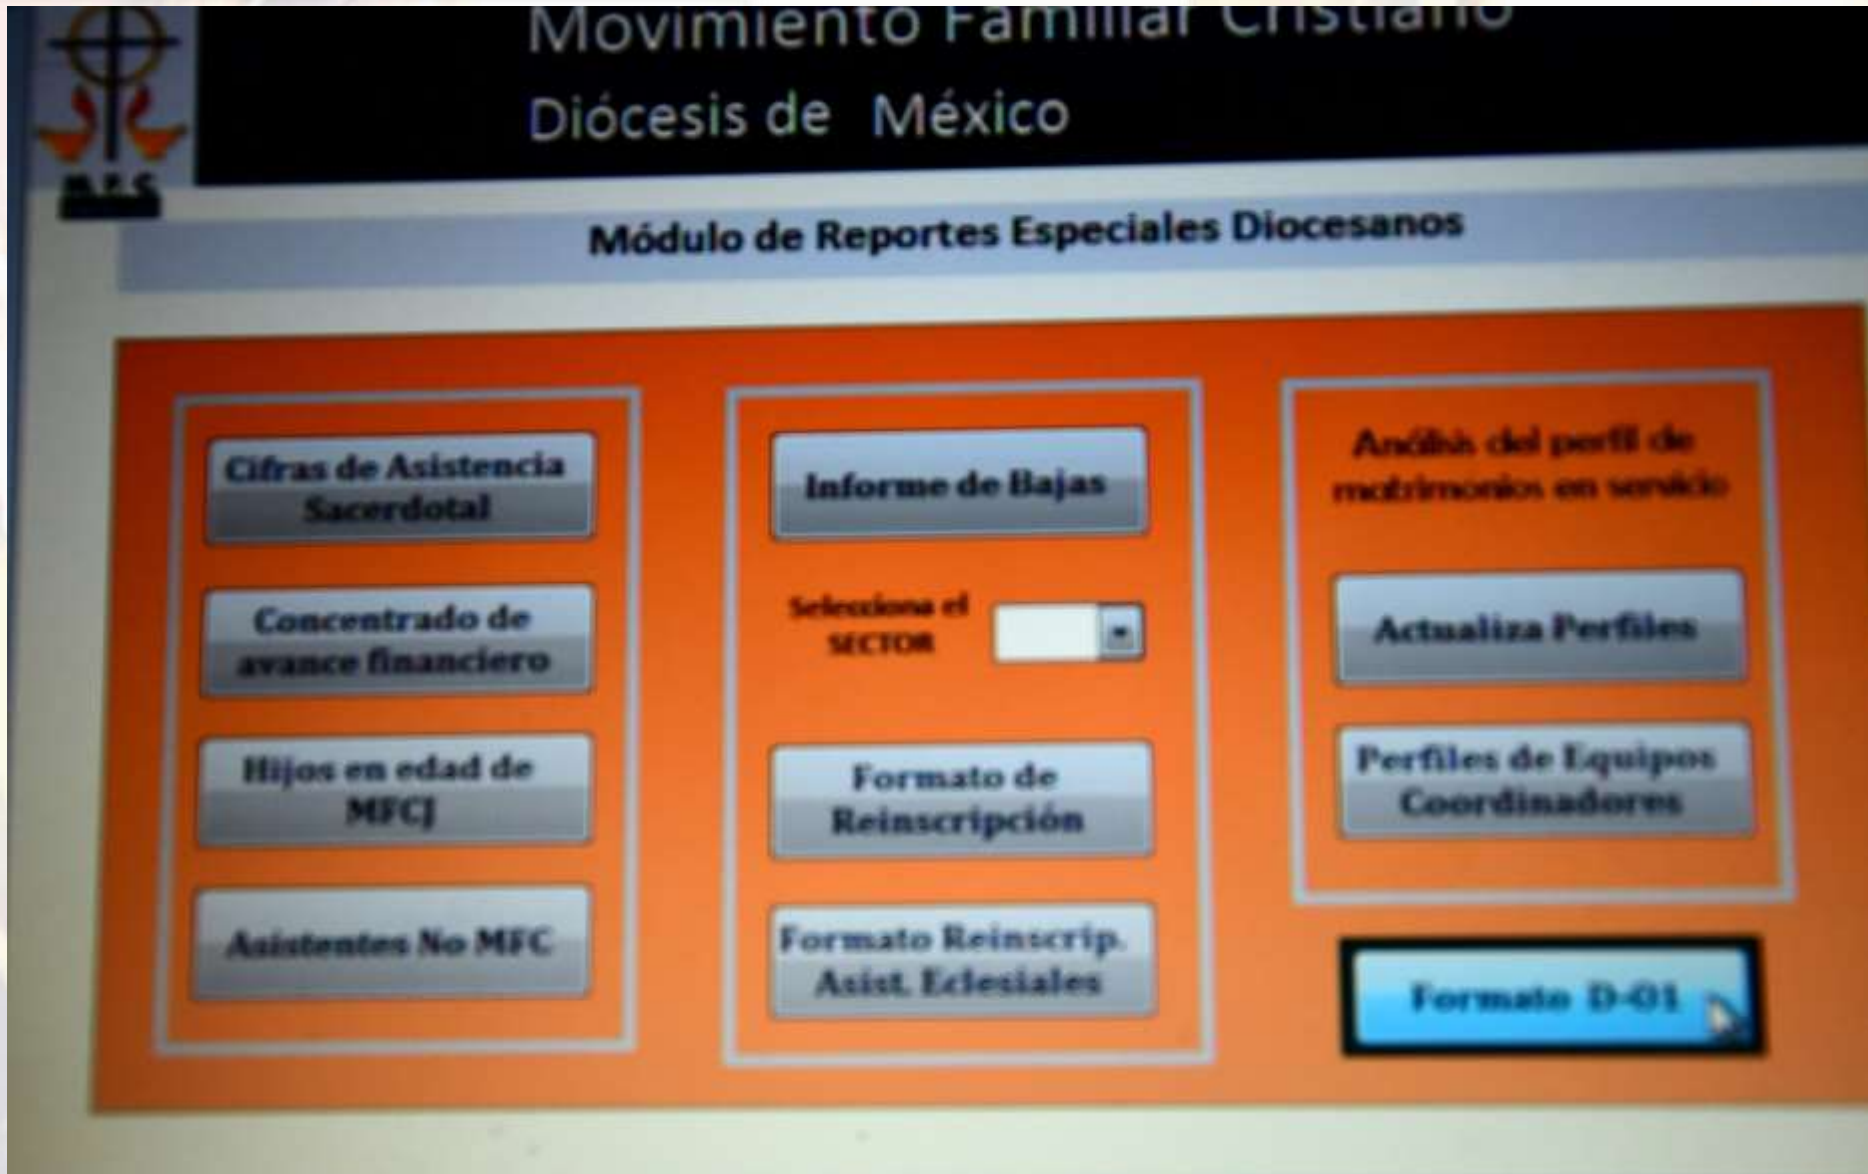 Movimiento Familiar Cristiano
Diócesis de México
M.F.C
Módulo de Reportes Especiales Diocesanos
Cifras de Asistencia
Sacerdotal
Concentrado de
avance financiero
Hijos en edad de
MFCJ
Asistentes No MFC
Informe de Bajas
Selecciona el
SECTOR
Formato de
Reinscripción
Formato Reinscrip.
Asist. Eclesiales
Análisis del perfil de
matrimonios en servicio
Actualiza Perfiles
Perfiles de Equipos
Coordinadores
Formato D-01